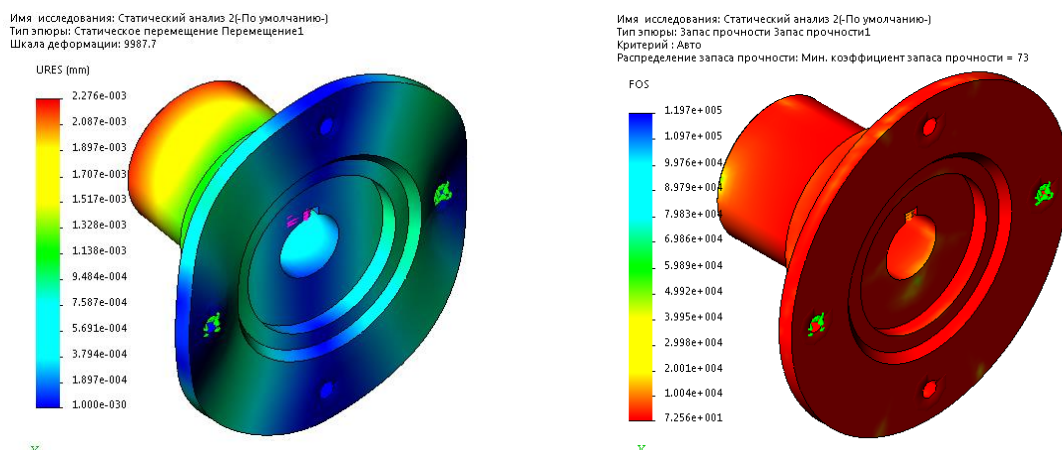 Имя исследования: Статический анализ 2(-По умолчанию-)
Тип эпюры: Статическое перемещение Перемещение1
Шкала деформации: 9987.7
URES (mm)
2.276e-003
2.087e-003
1.897e-003
1.707e-003
1.517e-003
1.328e-003
1.138e-003
9.484e-004
7.587e-004
5.691e-004
3.794e-004
1.897e-004
1.000e-030
Имя исследования: Статический анализ 2(-По умолчанию-)
Тип эпюры: Запас прочности Запас прочности1
Критерий : Авто
Распределение запаса прочности: Мин. коэффициент запаса прочности = 73
FOS
1.197e+005
1.097e+005
9.976e+004
8.979e+004
7.983e+004
6.986e+004
5.989e+004
4.992e+004
3.995e+004
2.998e+004
2.001e+004
1.004e+004
7.256e+001